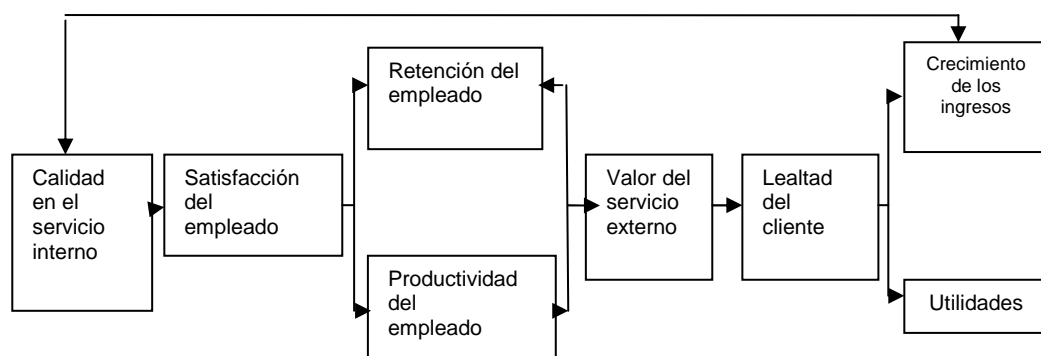 Calidad
en el
servicio
interno
Satisfacción
del
empleado
Retención del
empleado
Productividad
del
empleado
Valor del
servicio
externo
Lealtad
del
cliente
Crecimiento
de los
ingresos
Utilidades